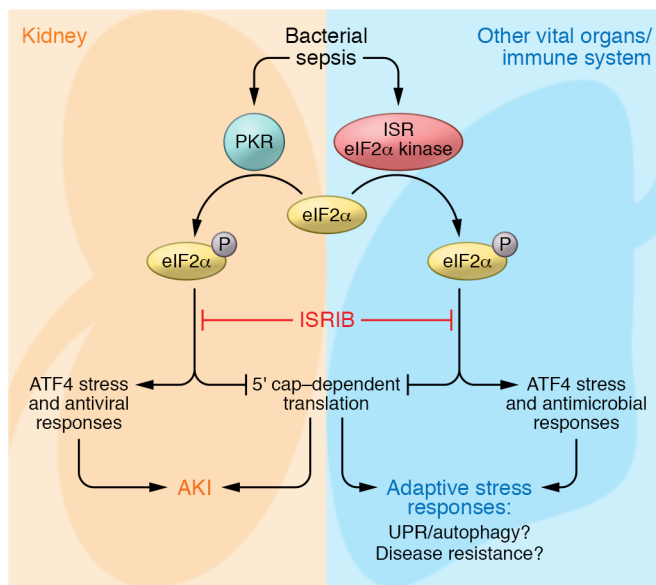 Kidney
Bacterial
sepsis
Other vital organs/
immune system
PKR
ISR
eIF2α kinase
eIF2α
eIF2α
P
eIF2α
P
ISRIB
ATF4 stress
and antiviral
responses
5' cap–dependent
translation
ATF4 stress
and antimicrobial
responses
AKI
Adaptive stress
responses:
UPR/autophagy?
Disease resistance?